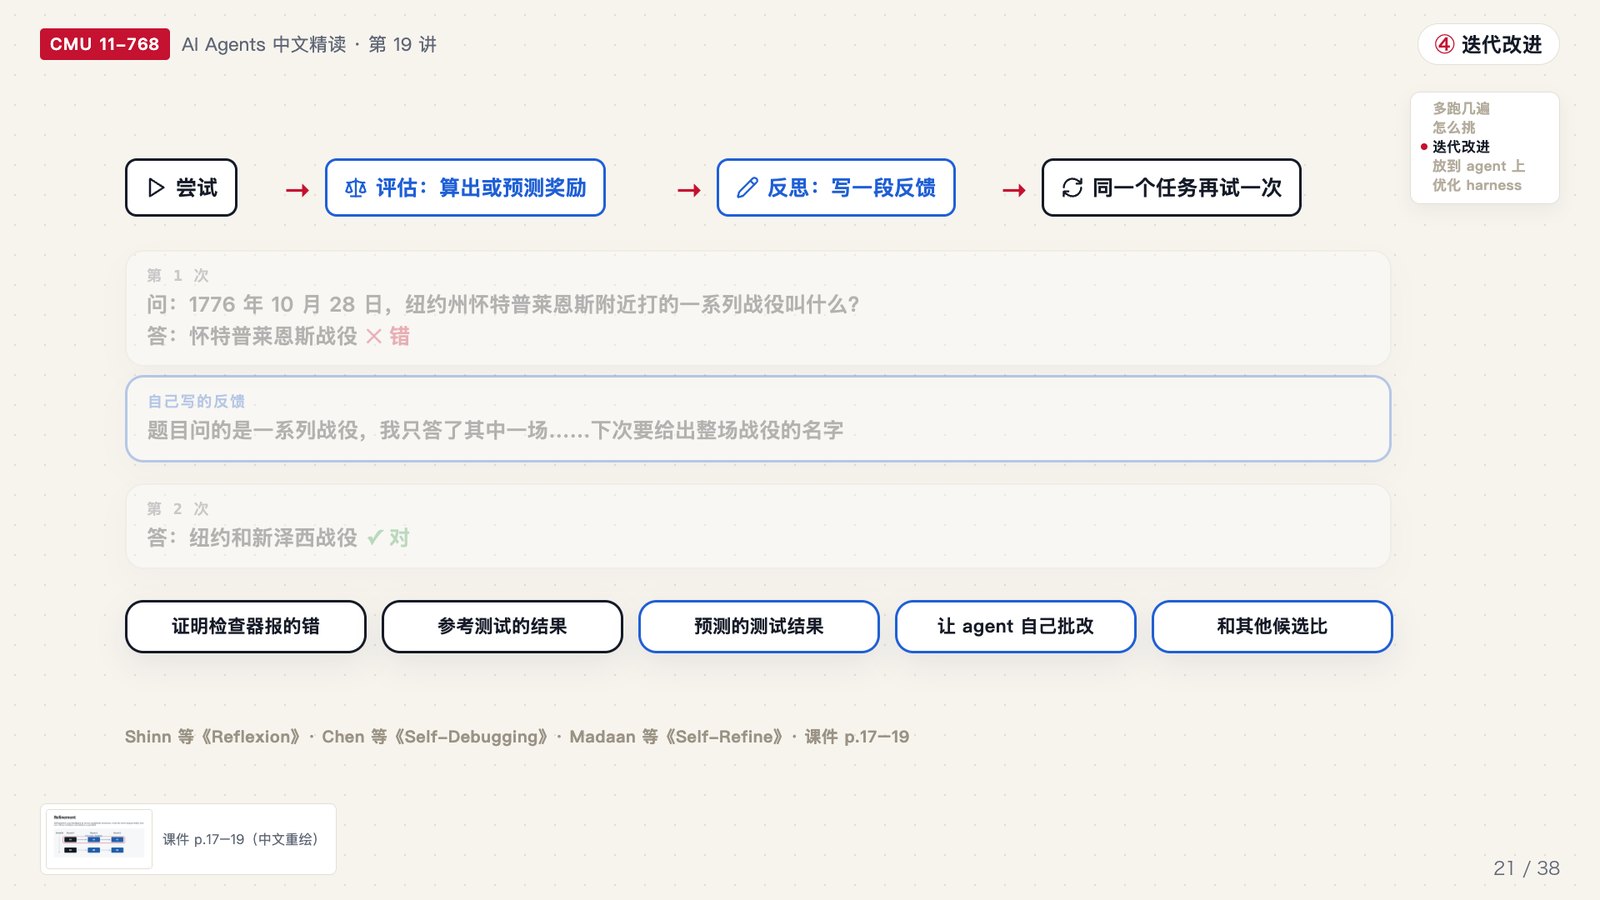 CMU 11-768 AI Agents 中文精读 · 第 19 讲
④ 迭代改进
多跑几遍
怎么挑
迭代改进
放到 agent 上
优化 harness
尝试 → 评估：算出或预测奖励 → 反思：写一段反馈 → 同一个任务再试一次
第 1 次
问：1776 年 10 月 28 日，纽约州怀特普莱恩斯附近打的一系列战役叫什么？
答：怀特普莱恩斯战役 × 错
自己写的反馈
题目问的是一系列战役，我只答了其中一场……下次要给出整场战役的名字
第 2 次
答：纽约和新泽西战役 ✓ 对
证明检查器报的错 参考测试的结果 预测的测试结果 让 agent 自己批改 和其他候选比
Shinn 等《Reflexion》· Chen 等《Self-Debugging》· Madaan 等《Self-Refine》· 课件 p.17–19
Refinement
课件 p.17–19（中文重绘）
21 / 38